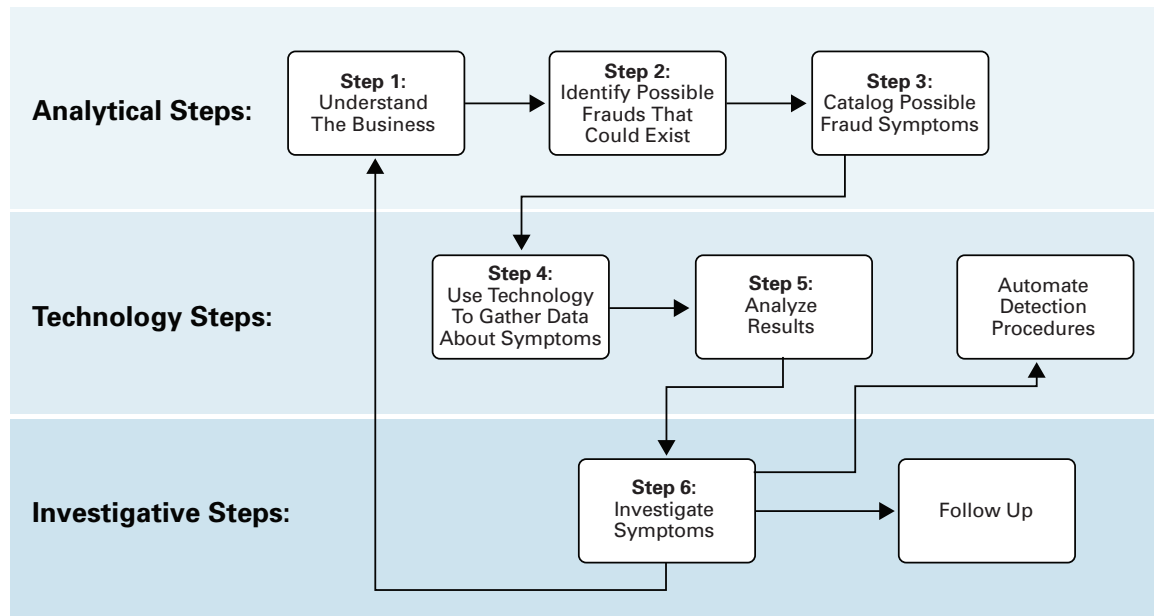 Analytical Steps:
Step 1:
Understand
The Business
Step 2:
Identify Possible
Frauds That
Could Exist
Step 3:
Catalog Possible
Fraud Symptoms
Technology Steps:
Step 4:
Use Technology
To Gather Data
About Symptoms
Step 5:
Analyze
Results
Automate
Detection
Procedures
Investigative Steps:
Step 6:
Investigate
Symptoms
Follow Up